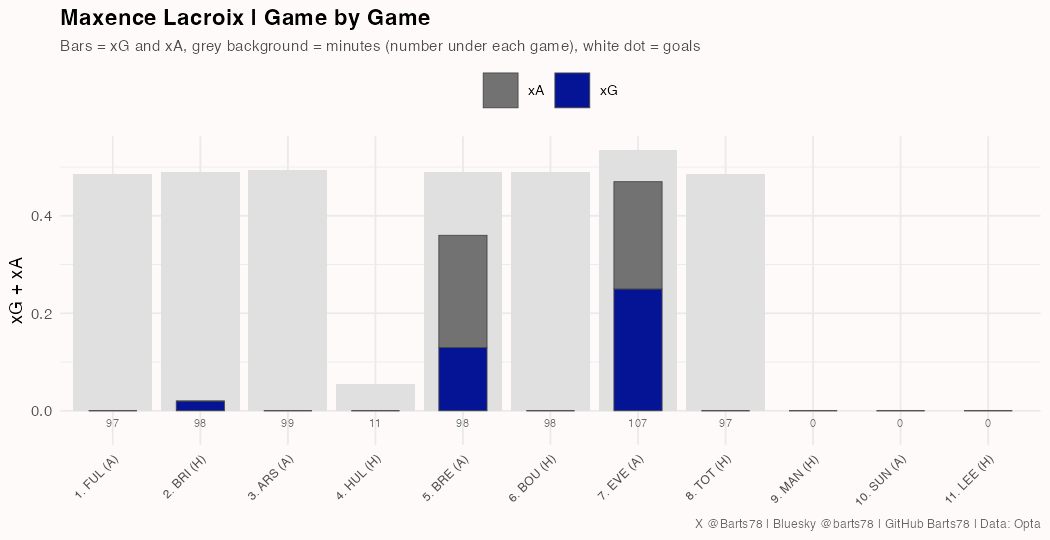 Maxence Lacroix | Game by Game
Bars = xG and xA, grey background = minutes (number under each game), white dot = goals
xA xG
xG + xA
0.4
0.2
0.0
97 98 99 11 98 98 107 97 0 0 0
1. FUL (A)
2. BRI (H)
3. ARS (A)
4. HUL (H)
5. BRE (A)
6. BOU (H)
7. EVE (A)
8. TOT (H)
9. MAN (H)
10. SUN (A)
11. LEE (H)
X @Barts78 | Bluesky @barts78 | GitHub Barts78 | Data: Opta